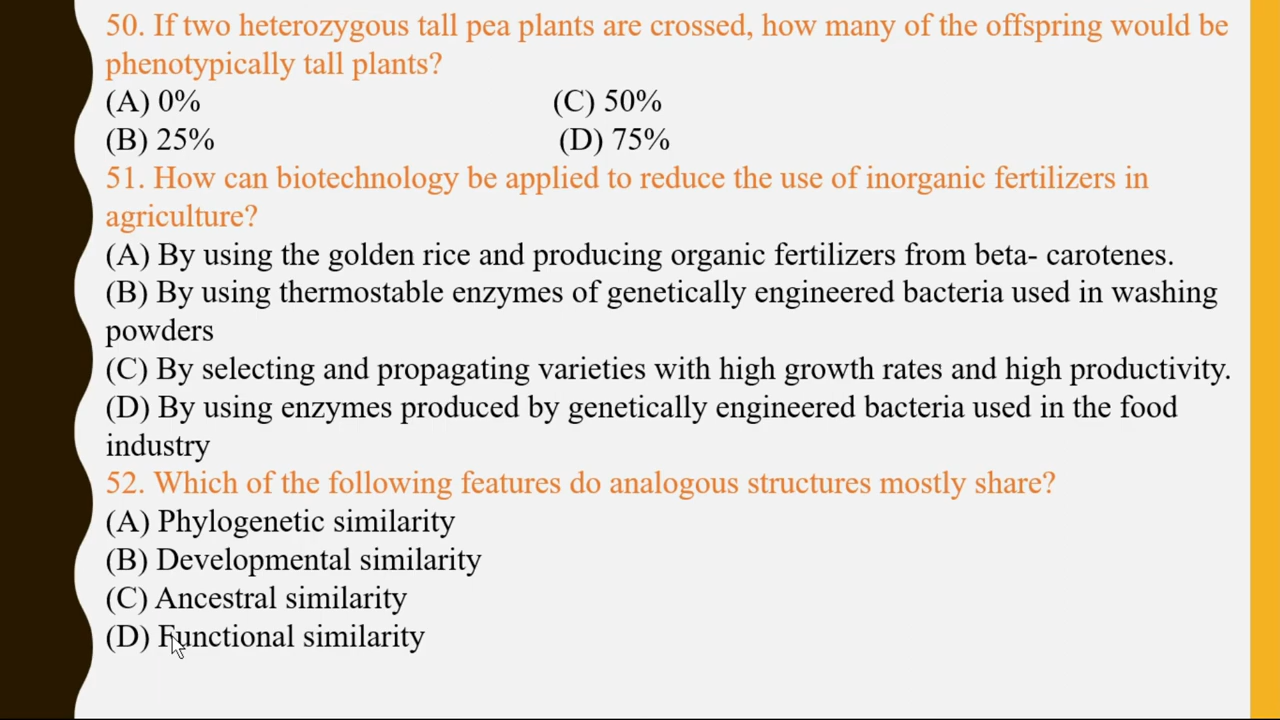 50. If two heterozygous tall pea plants are crossed, how many of the offspring would be
phenotypically tall plants?
(A) 0% (C) 50%
(B) 25% (D) 75%
51. How can biotechnology be applied to reduce the use of inorganic fertilizers in
agriculture?
(A) By using the golden rice and producing organic fertilizers from beta- carotenes.
(B) By using thermostable enzymes of genetically engineered bacteria used in washing
powders
(C) By selecting and propagating varieties with high growth rates and high productivity.
(D) By using enzymes produced by genetically engineered bacteria used in the food
industry
52. Which of the following features do analogous structures mostly share?
(A) Phylogenetic similarity
(B) Developmental similarity
(C) Ancestral similarity
(D) Functional similarity